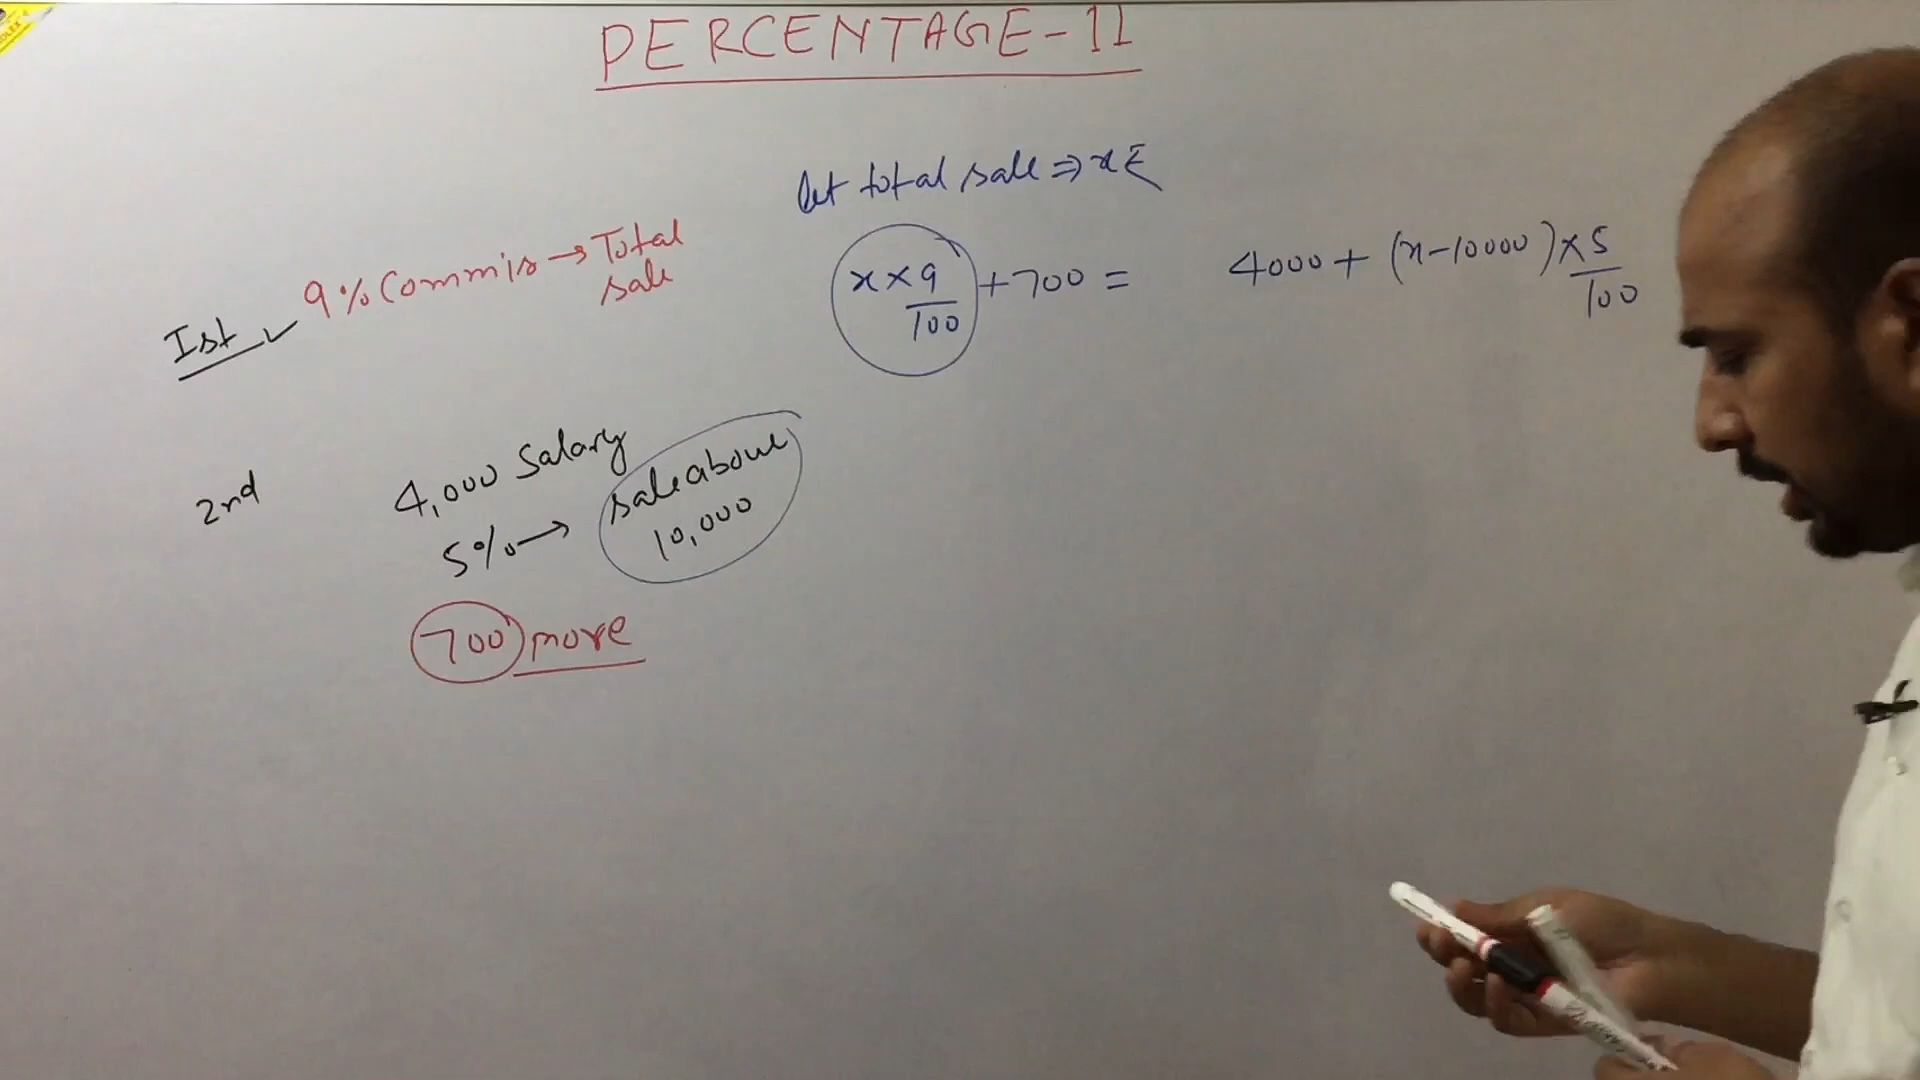 PERCENTAGE-11
let total sale ⇒ x ₹
Ist ✓ 9% Commis → Total sale
x × 9/100 + 700 = 4000 + (x - 10000) × 5/100
2nd 4,000 Salary
5% → sale above 10,000
700 more